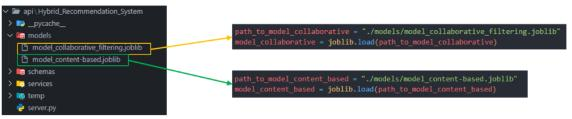 api\Hybrid_Recommendation_System
__pycache__
models
model_collaborative_filtering.joblib
model_content-based.joblib
schemas
services
temp
server.py
path_to_model_collaborative = "./models/model_collaborative_filtering.joblib"
model_collaborative = joblib.load(path_to_model_collaborative)
path_to_model_content_based = "./models/model_content-based.joblib"
model_content_based = joblib.load(path_to_model_content_based)